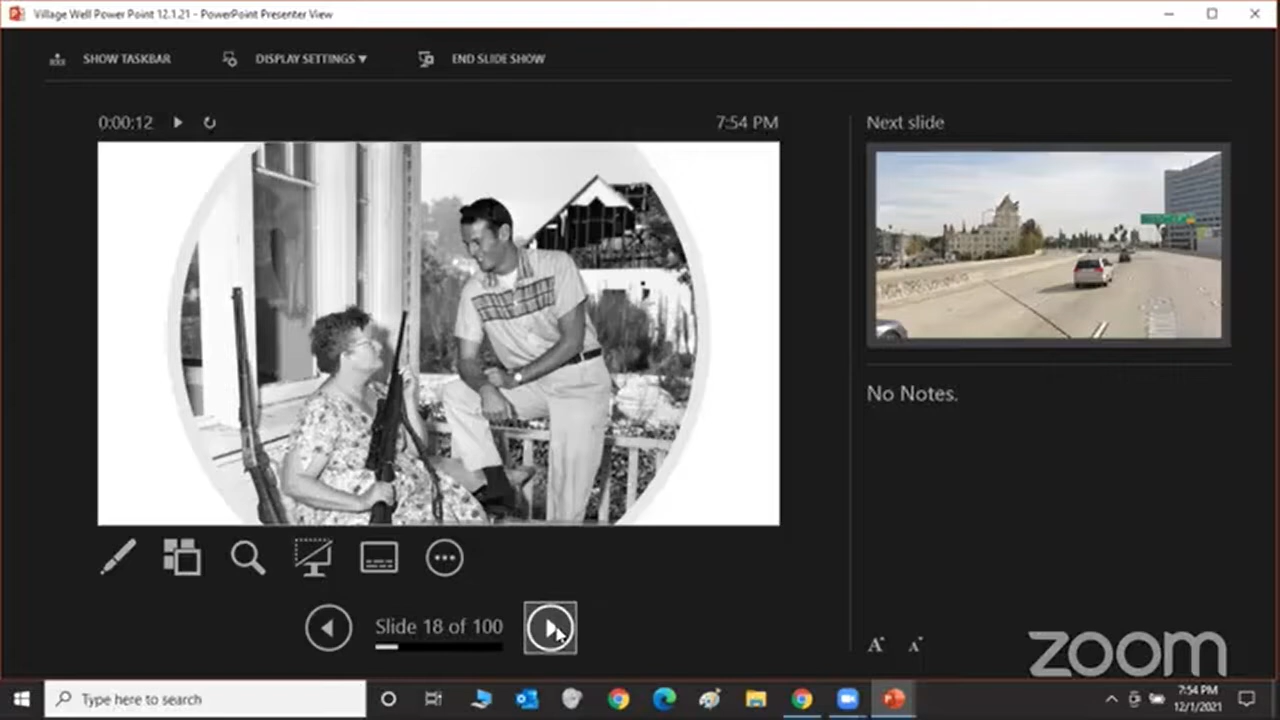 Village Well Power Point 12.1.21 - PowerPoint Presenter View
SHOW TASKBAR
DISPLAY SETTINGS
END SLIDE SHOW
0:00:12
7:54 PM
Next slide
No Notes.
Slide 18 of 100
A A
zoom
Type here to search
7:54 PM
12/1/2021